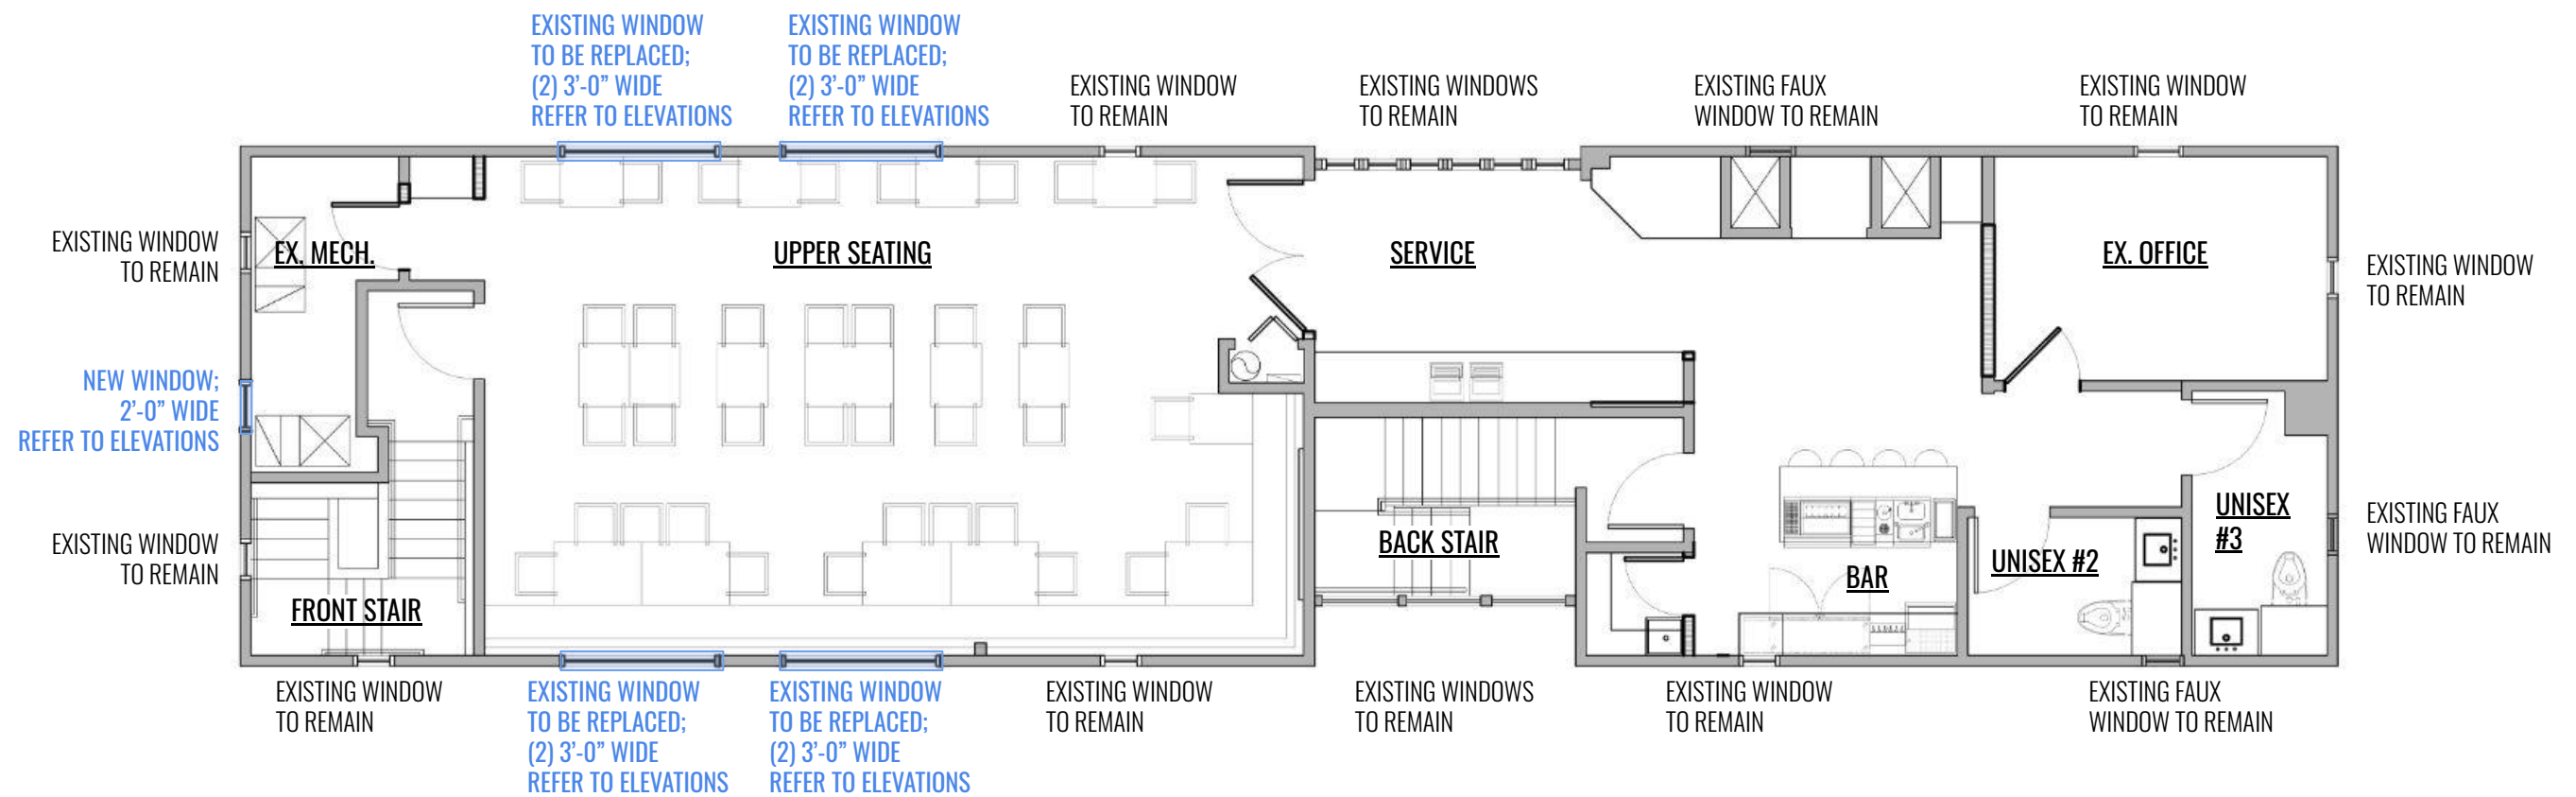 EXISTING WINDOW
TO BE REPLACED;
(2) 3'-0" WIDE
REFER TO ELEVATIONS
EXISTING WINDOW
TO BE REPLACED;
(2) 3'-0" WIDE
REFER TO ELEVATIONS
EXISTING WINDOW
TO REMAIN
EXISTING WINDOWS
TO REMAIN
EXISTING FAUX
WINDOW TO REMAIN
EXISTING WINDOW
TO REMAIN
EXISTING WINDOW
TO REMAIN
EX. MECH.
UPPER SEATING
SERVICE
EX. OFFICE
EXISTING WINDOW
TO REMAIN
NEW WINDOW;
2'-0" WIDE
REFER TO ELEVATIONS
EXISTING WINDOW
TO REMAIN
FRONT STAIR
BACK STAIR
BAR
UNISEX #2
UNISEX
#3
EXISTING FAUX
WINDOW TO REMAIN
EXISTING WINDOW
TO REMAIN
EXISTING WINDOW
TO BE REPLACED;
(2) 3'-0" WIDE
REFER TO ELEVATIONS
EXISTING WINDOW
TO BE REPLACED;
(2) 3'-0" WIDE
REFER TO ELEVATIONS
EXISTING WINDOW
TO REMAIN
EXISTING WINDOWS
TO REMAIN
EXISTING WINDOW
TO REMAIN
EXISTING FAUX
WINDOW TO REMAIN